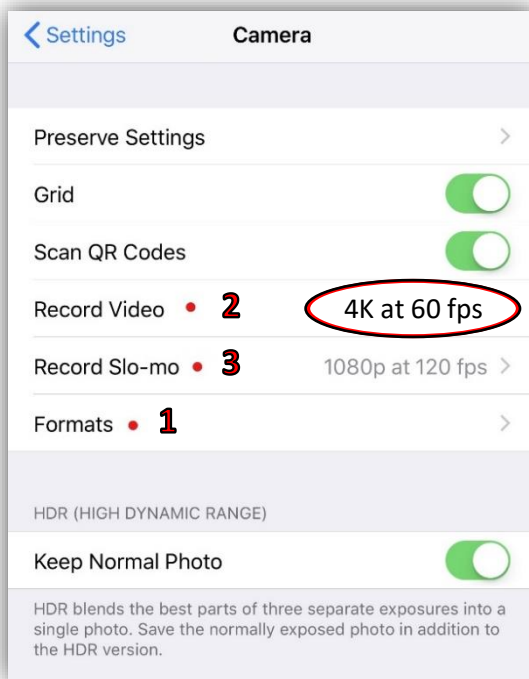 Settings Camera
Preserve Settings
Grid
Scan QR Codes
Record Video • 2 4K at 60 fps
Record Slo-mo • 3 1080p at 120 fps
Formats • 1
HDR (HIGH DYNAMIC RANGE)
Keep Normal Photo
HDR blends the best parts of three separate exposures into a
single photo. Save the normally exposed photo in addition to
the HDR version.